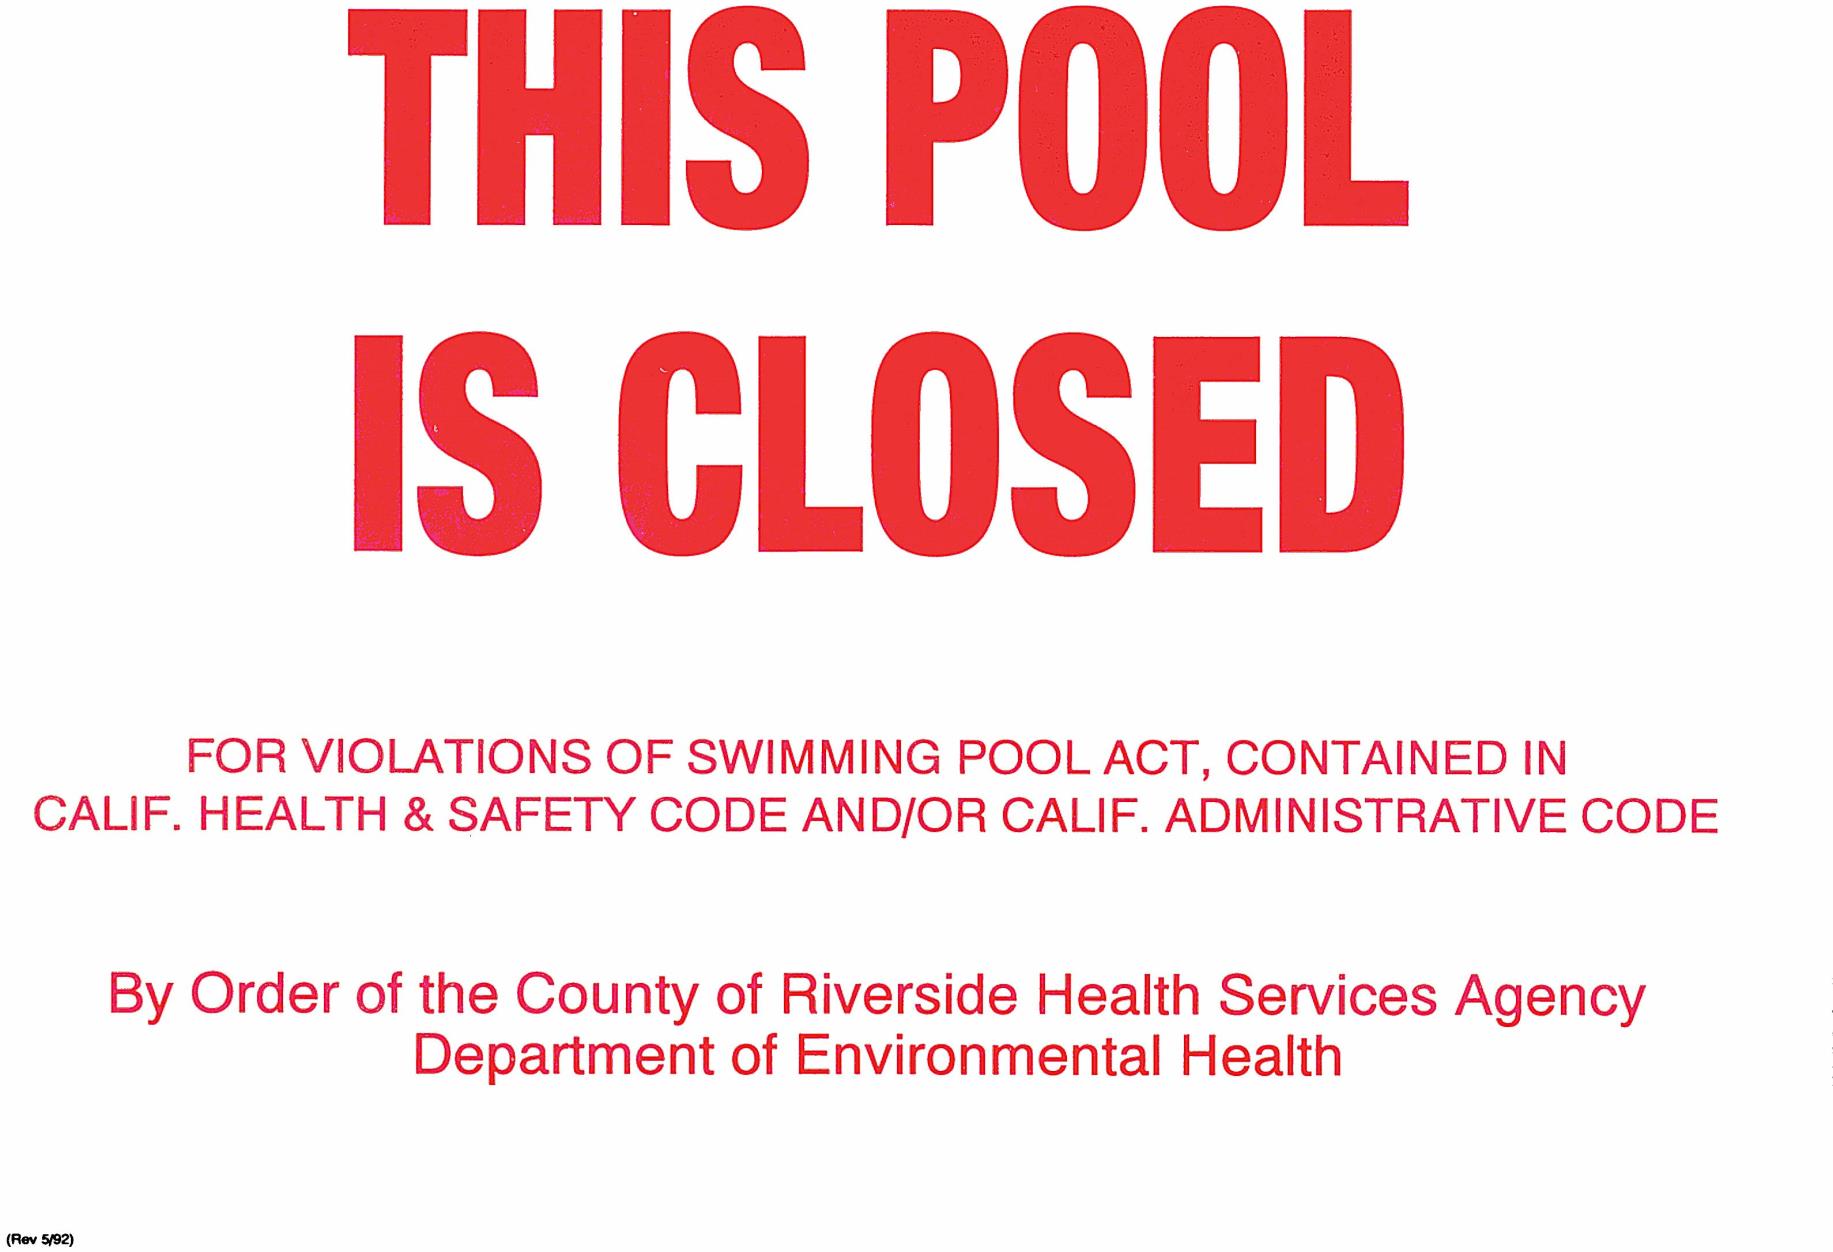 THIS POOL
IS CLOSED
FOR VIOLATIONS OF SWIMMING POOL ACT, CONTAINED IN
CALIF. HEALTH & SAFETY CODE AND/OR CALIF. ADMINISTRATIVE CODE
By Order of the County of Riverside Health Services Agency
Department of Environmental Health
(Rev 5/92)